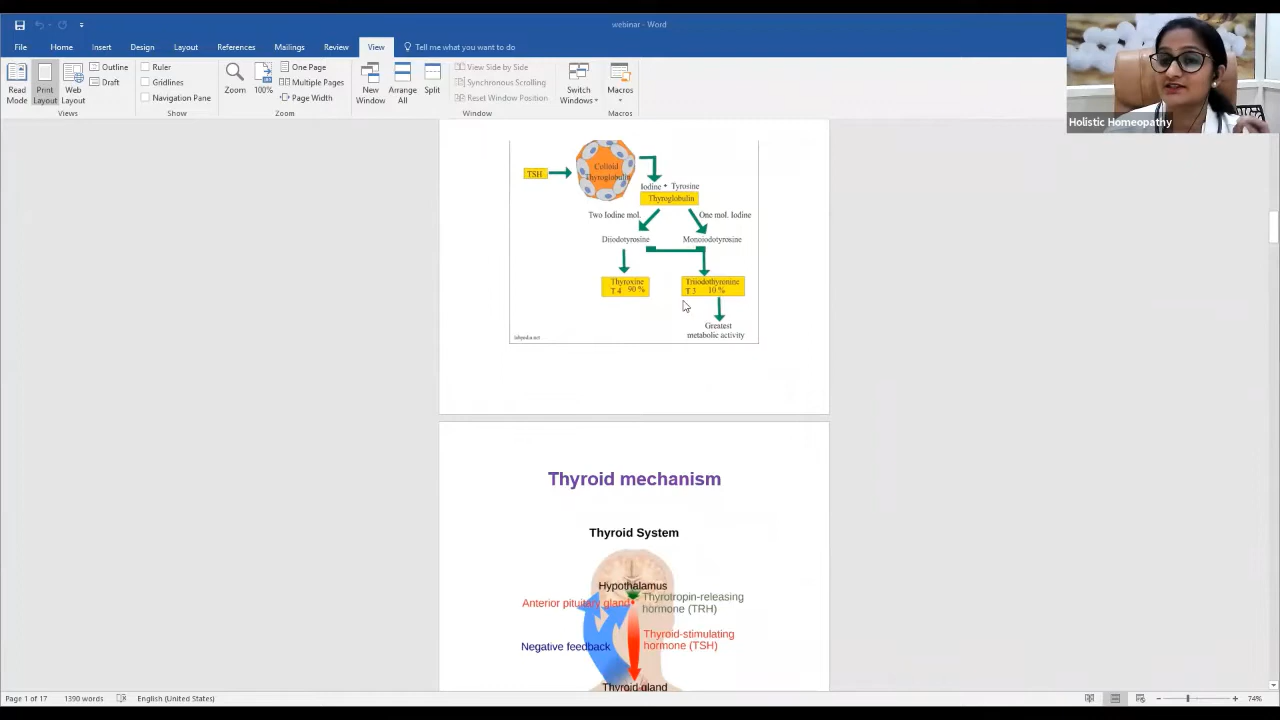 webinar - Word
File Home Insert Design Layout References Mailings Review View Tell me what you want to do
Read Mode
Print Layout
Web Layout
Outline
Draft
Views
Ruler
Gridlines
Navigation Pane
Show
Zoom
100%
One Page
Multiple Pages
Page Width
Zoom
New Window
Arrange All
Split
View Side by Side
Synchronous Scrolling
Reset Window Position
Window
Switch Windows
Macros
Macros
Holistic Homeopathy
TSH
Colloid
Thyroglobulin
Iodine • Tyrosine
Thyroglobulin
Two Iodine mol.
One mol. Iodine
Diiodotyrosine
Monoiodotyrosine
Thyroxine
T 4 90 %
Triiodothyronine
T 3 10 %
Greatest
metabolic activity
Thyroid mechanism
Thyroid System
Hypothalamus
Anterior pituitary gland
Thyrotropin-releasing
hormone (TRH)
Thyroid-stimulating
hormone (TSH)
Negative feedback
Thyroid gland
Page 1 of 17 1390 words English (United States) 74%